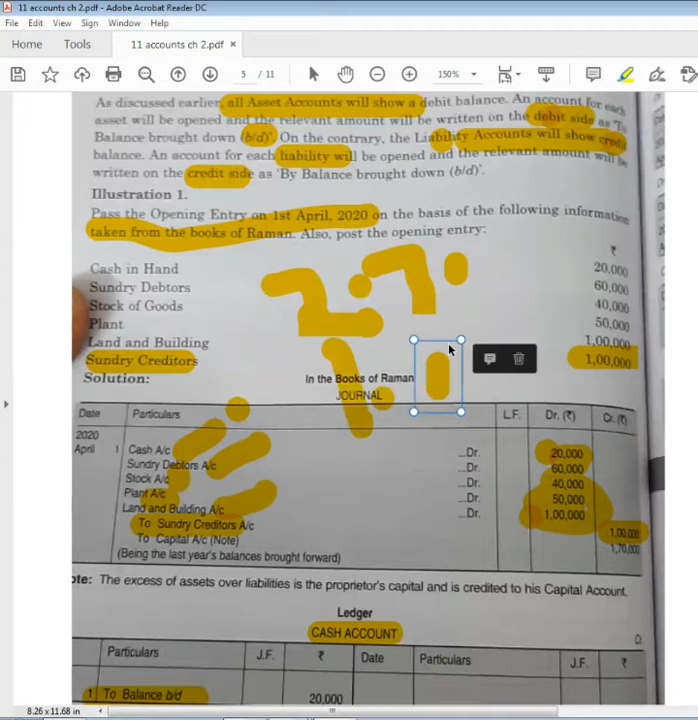 11 accounts ch 2.pdf - Adobe Acrobat Reader DC
File Edit View Sign Window Help
Home Tools 11 accounts ch 2.pdf ×
5 / 11 150%
As discussed earlier, all Asset Accounts will show a debit balance. An account for each
asset will be opened and the relevant amount will be written on the debit side as 'To
Balance brought down (b/d)'. On the contrary, the Liability Accounts will show credit
balance. An account for each liability will be opened and the relevant amount will be
written on the credit side as 'By Balance brought down (b/d)'.
Illustration 1.
Pass the Opening Entry on 1st April, 2020 on the basis of the following information
taken from the books of Raman. Also, post the opening entry:
₹
Cash in Hand 20,000
Sundry Debtors 60,000
Stock of Goods 40,000
Plant 50,000
Land and Building 1,00,000
Sundry Creditors 1,00,000
Solution: In the Books of Raman
JOURNAL
Date Particulars L.F. Dr. (₹) Cr. (₹)
2020
April 1 Cash A/c ...Dr. 20,000
Sundry Debtors A/c ...Dr. 60,000
Stock A/c ...Dr. 40,000
Plant A/c ...Dr. 50,000
Land and Building A/c ...Dr. 1,00,000
To Sundry Creditors A/c 1,00,000
To Capital A/c (Note) 1,70,000
(Being the last year's balances brought forward)
ote: The excess of assets over liabilities is the proprietor's capital and is credited to his Capital Account.
Ledger
CASH ACCOUNT
Particulars J.F. ₹ Date Particulars J.F. ₹
1 To Balance b/d 20,000
8.26 x 11.68 in